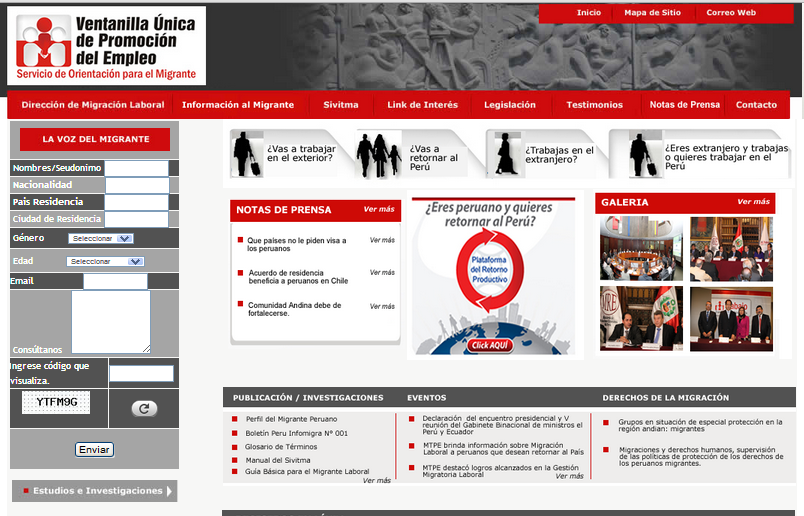 Inicio
Mapa de Sitio
Correo Web
Ventanilla Única
de Promoción
del Empleo
Servicio de Orientación para el Migrante
Dirección de Migración Laboral
Información al Migrante
Sivitma
Link de Interés
Legislación
Testimonios
Notas de Prensa
Contacto
LA VOZ DEL MIGRANTE
Nombres/Seudonimo
Nacionalidad
Pais Residencia
Ciudad de Residencia
Género
Seleccionar
Edad
Seleccionar
Email
Consúltanos
Ingrese código que
visualiza.
YTFM9G
Enviar
Estudios e Investigaciones
¿Vas a trabajar
en el exterior?
¿Vas a
retornar al
Perú
¿Trabajas en el
extranjero?
¿Eres extranjero y trabajas
o quieres trabajar en el
Perú
NOTAS DE PRENSA
Ver más
Que países no le piden visa a
los peruanos
Ver más
Acuerdo de residencia
beneficia a peruanos en Chile
Ver más
Comunidad Andina debe de
fortalecerse.
Ver más
¿Eres peruano y quieres
retornar al Perú?
Plataforma
del Retorno
Productivo
Click AQUÍ
GALERIA
Ver más
PUBLICACIÓN / INVESTIGACIONES
Perfil del Migrante Peruano
Boletín Peru Infomigra N° 001
Glosario de Términos
Manual del Sivitma
Guía Básica para el Migrante Laboral
Ver más
EVENTOS
Declaración del encuentro presidencial y V
reunión del Gabinete Binacional de ministros el
Perú y Ecuador
MTPE brinda información sobre Migración
Laboral a peruanos que desean retornar al País
MTPE destacó logros alcanzados en la Gestión
Migratoria Laboral
Ver más
DERECHOS DE LA MIGRACIÓN
Grupos en situación de especial protección en la
región andian: migrantes
Migraciones y derechos humanos, supervisión
de las políticas de protección de los derechos de
los peruanos migrantes.